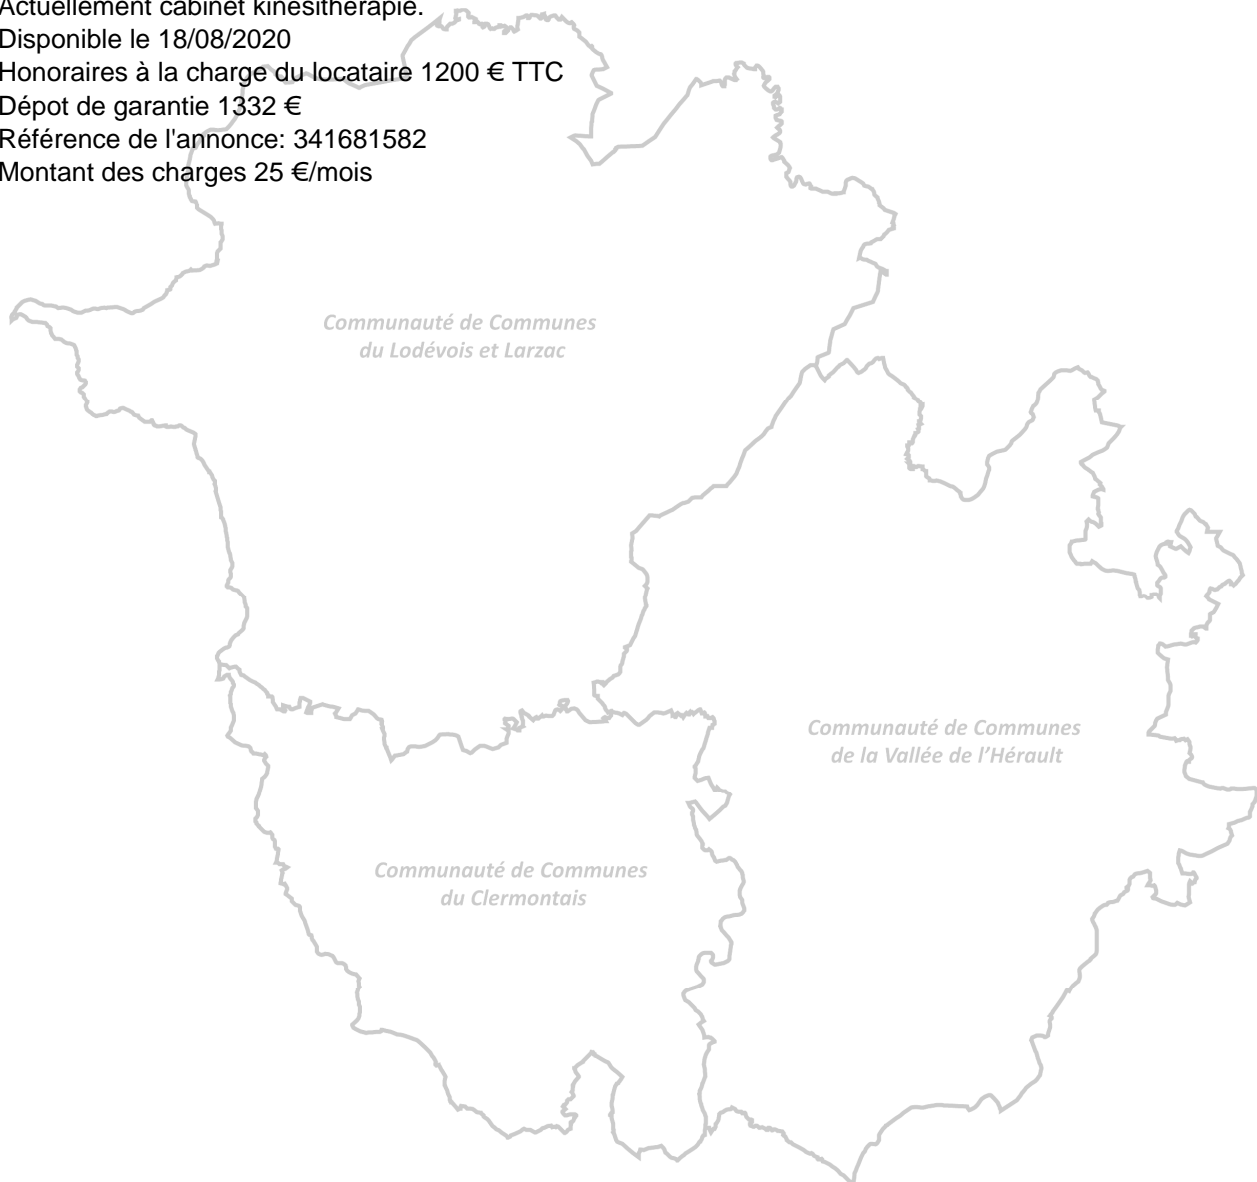 Actuellement cabinet kinésithérapie.
Disponible le 18/08/2020
Honoraires à la charge du locataire 1200 € TTC
Dépot de garantie 1332 €
Référence de l'annonce: 341681582
Montant des charges 25 €/mois
Communauté de Communes
du Lodévois et Larzac
Communauté de Communes
de la Vallée de l'Hérault
Communauté de Communes
du Clermontais